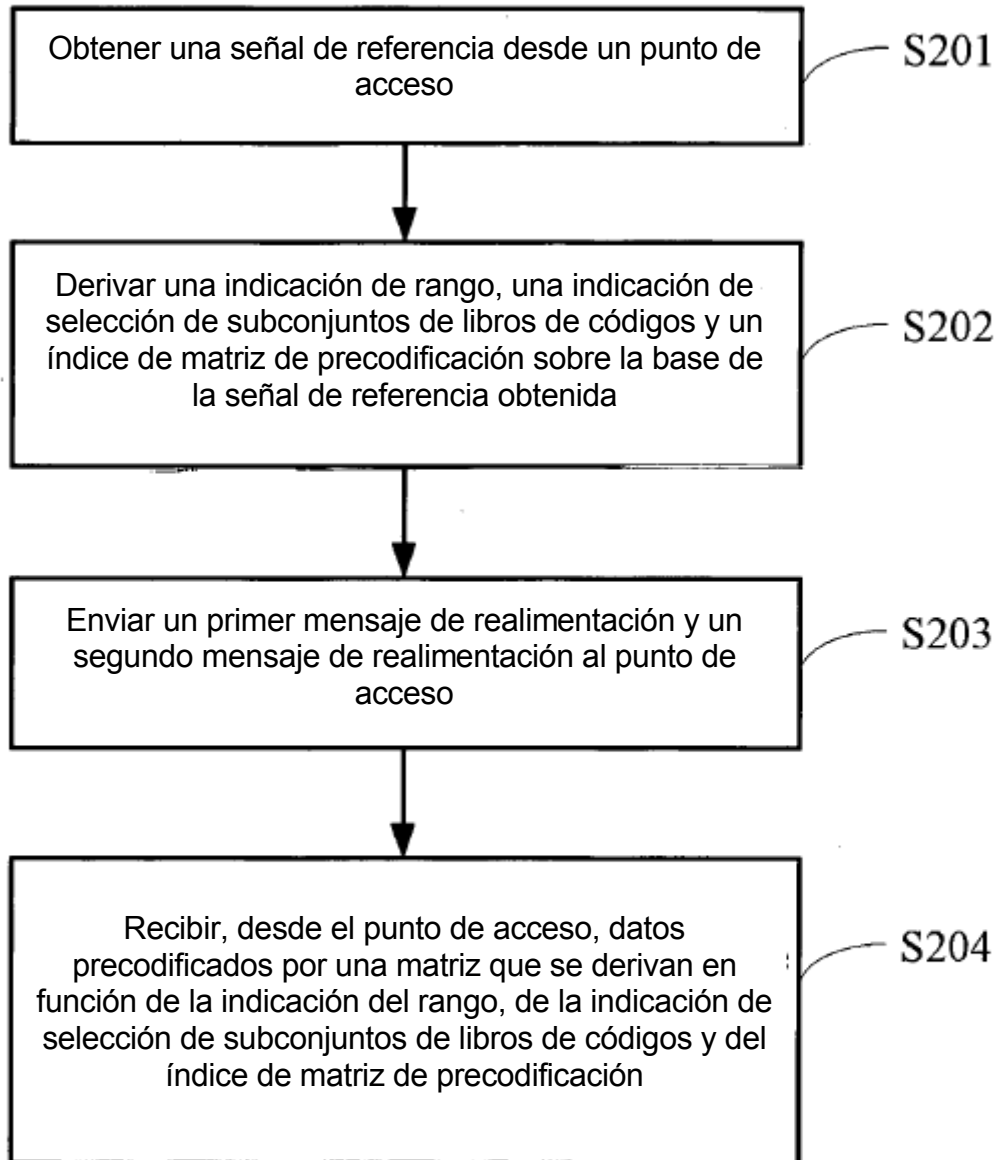 Obtener una señal de referencia desde un punto de
acceso
S201
Derivar una indicación de rango, una indicación de
selección de subconjuntos de libros de códigos y un
índice de matriz de precodificación sobre la base de
la señal de referencia obtenida
S202
Enviar un primer mensaje de realimentación y un
segundo mensaje de realimentación al punto de
acceso
S203
Recibir, desde el punto de acceso, datos
precodificados por una matriz que se derivan en
función de la indicación del rango, de la indicación de
selección de subconjuntos de libros de códigos y del
índice de matriz de precodificación
S204